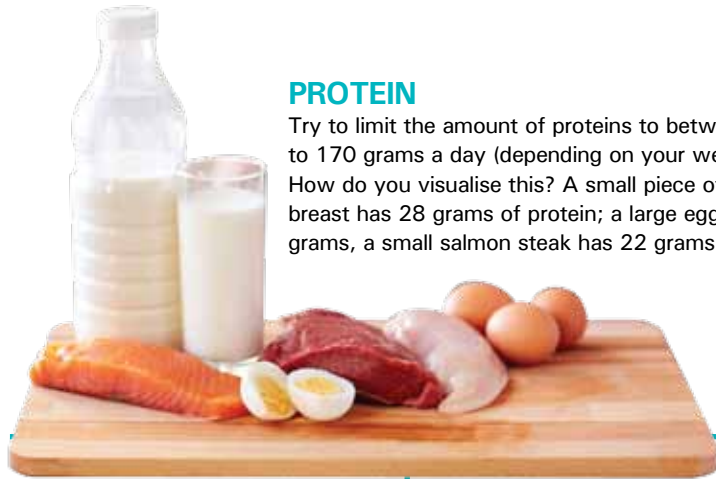 PROTEIN
Try to limit the amount of proteins to betw
to 170 grams a day (depending on your we
How do you visualise this? A small piece o
breast has 28 grams of protein; a large egg
grams, a small salmon steak has 22 grams